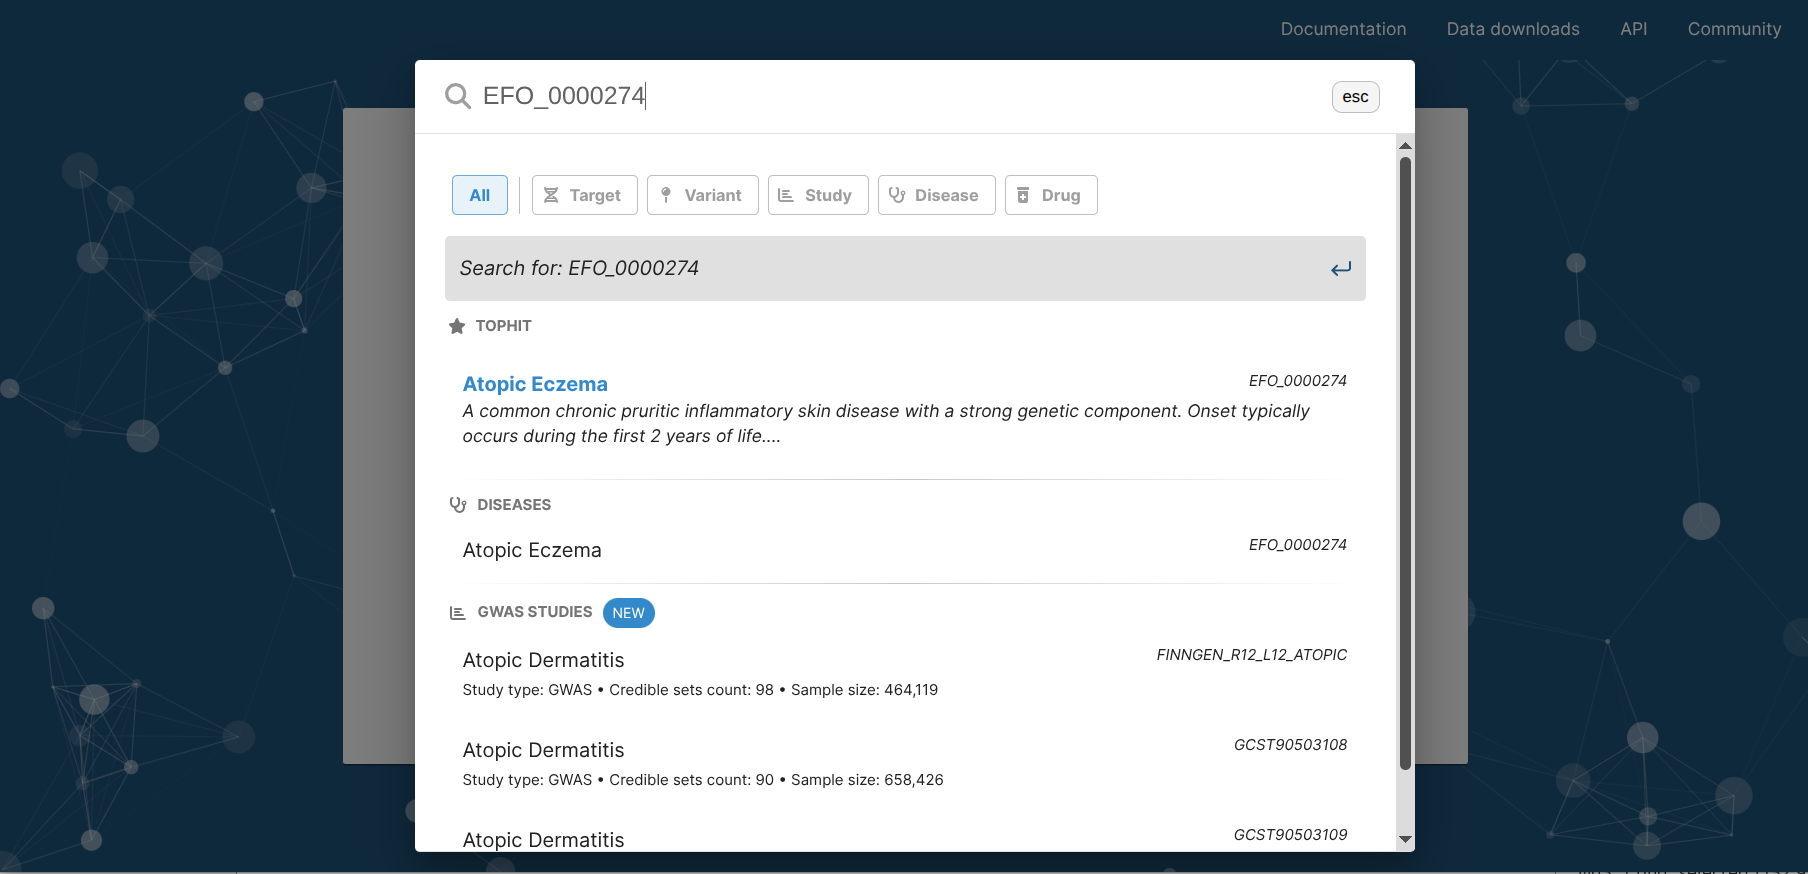 Documentation Data downloads API Community
EFO_0000274
esc
All Target Variant Study Disease Drug
Search for: EFO_0000274
TOPHIT
Atopic Eczema EFO_0000274
A common chronic pruritic inflammatory skin disease with a strong genetic component. Onset typically
occurs during the first 2 years of life....
DISEASES
Atopic Eczema EFO_0000274
GWAS STUDIES NEW
Atopic Dermatitis FINNGEN_R12_L12_ATOPIC
Study type: GWAS • Credible sets count: 98 • Sample size: 464,119
Atopic Dermatitis GCST90503108
Study type: GWAS • Credible sets count: 90 • Sample size: 658,426
Atopic Dermatitis GCST90503109